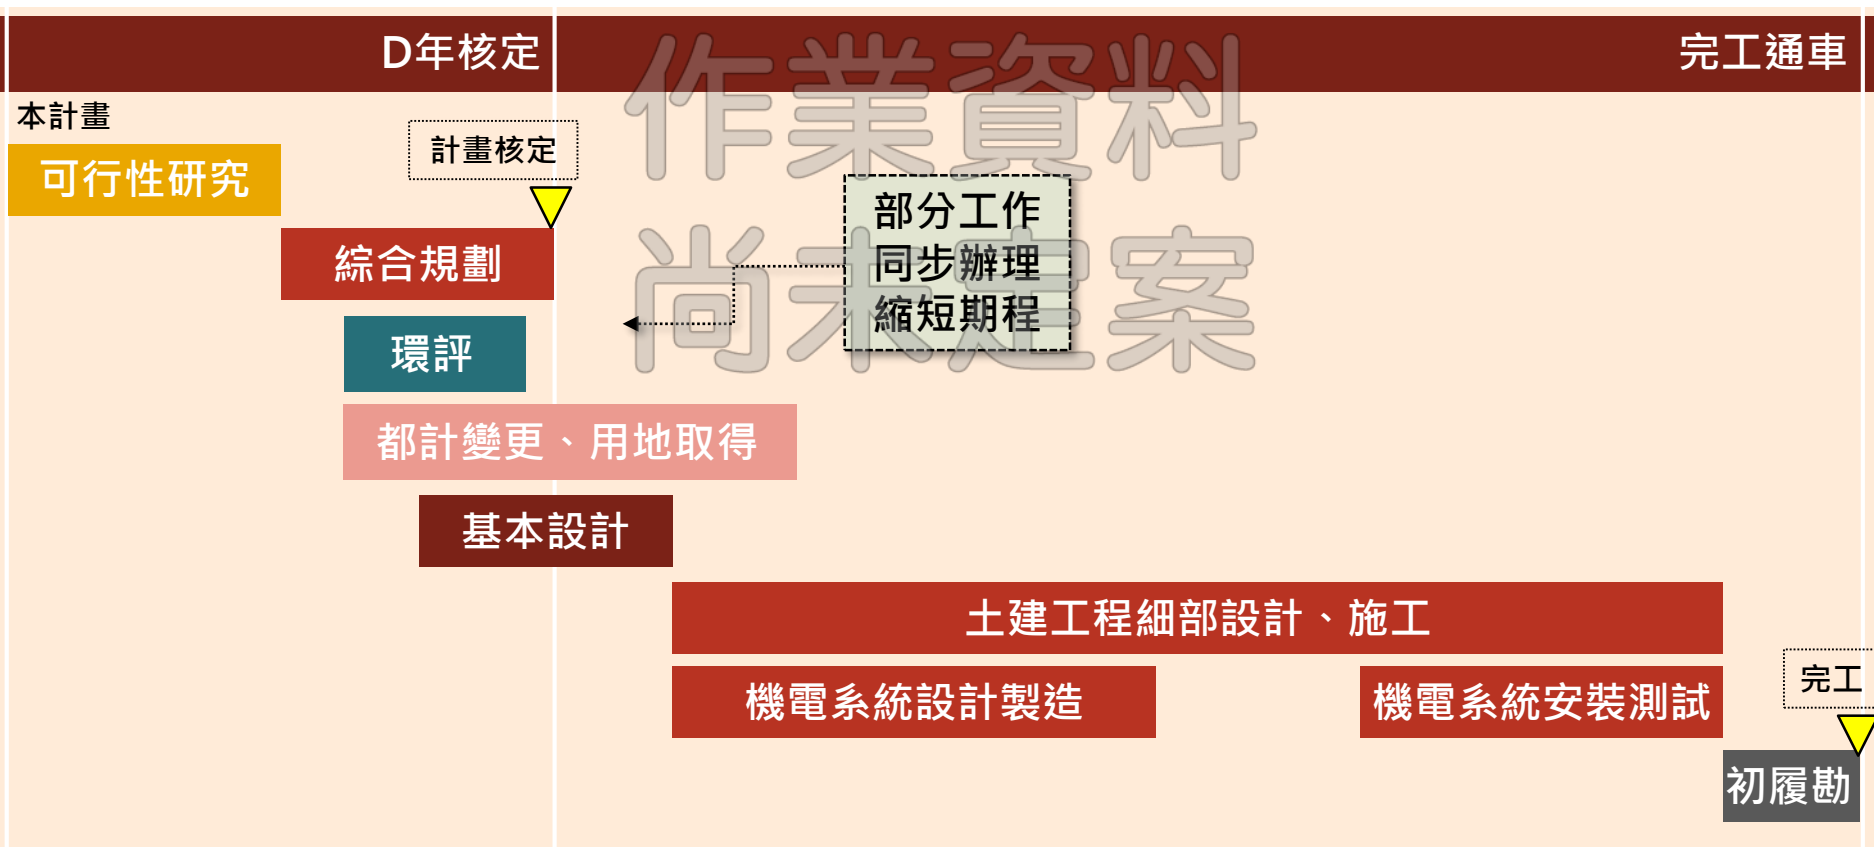 D年核定
完工通車
作業資料
尚未定案
本計畫
計畫核定
可行性研究
部分工作
同步辦理
縮短期程
綜合規劃
環評
都計變更、用地取得
基本設計
土建工程細部設計、施工
機電系統設計製造
機電系統安裝測試
完工
初履勘